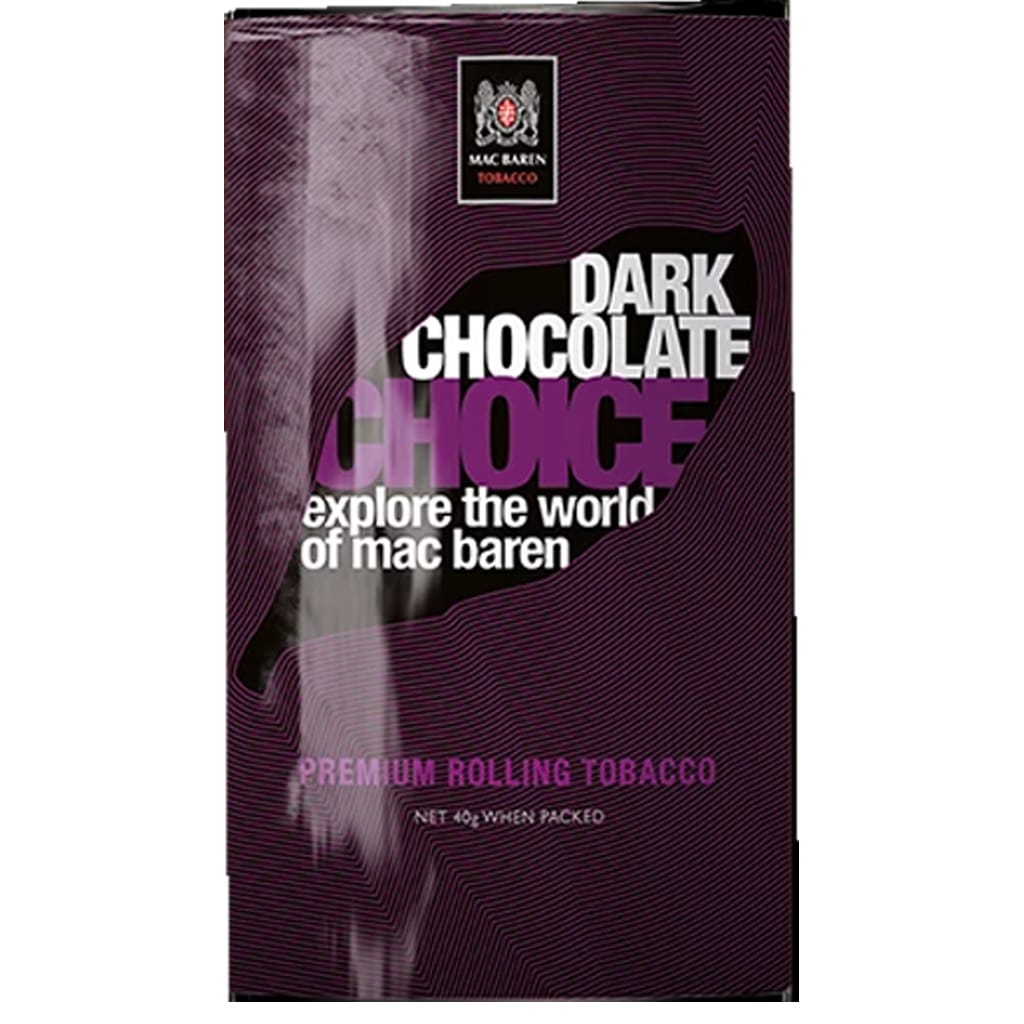 MAC BAREN
TOBACCO
DARK
CHOCOLATE
CHOICE
explore the world
of mac baren
PREMIUM ROLLING TOBACCO
NET 40g WHEN PACKED